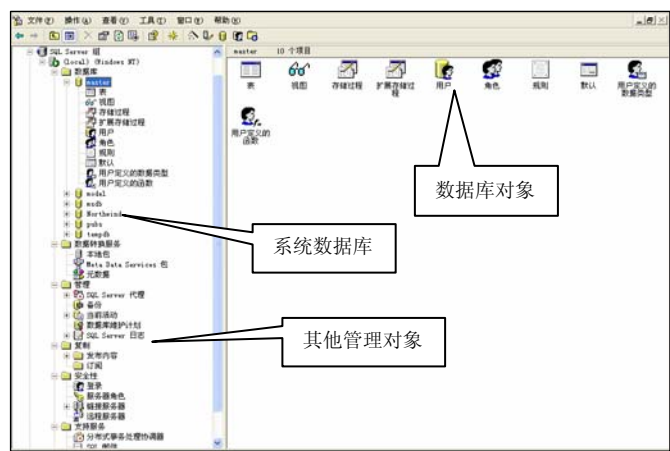 文件(F) 操作(A) 查看(V) 工具(T) 窗口(W) 帮助(H)
SQL Server 组
(local) (Windows NT)
数据库
master
表
视图
存储过程
扩展存储过程
用户
角色
规则
默认
用户定义的数据类型
用户定义的函数
model
msdb
Northwind
pubs
tempdb
数据转换服务
本地包
Meta Data Services 包
元数据
管理
SQL Server 代理
备份
当前活动
数据库维护计划
SQL Server 日志
复制
发布内容
订阅
安全性
登录
服务器角色
链接服务器
远程服务器
支持服务
分布式事务处理协调器
SQL 邮件
master 10 个项目
表 视图 存储过程 扩展存储过程 用户 角色 规则 默认 用户定义的数据类型
用户定义的函数
数据库对象
系统数据库
其他管理对象